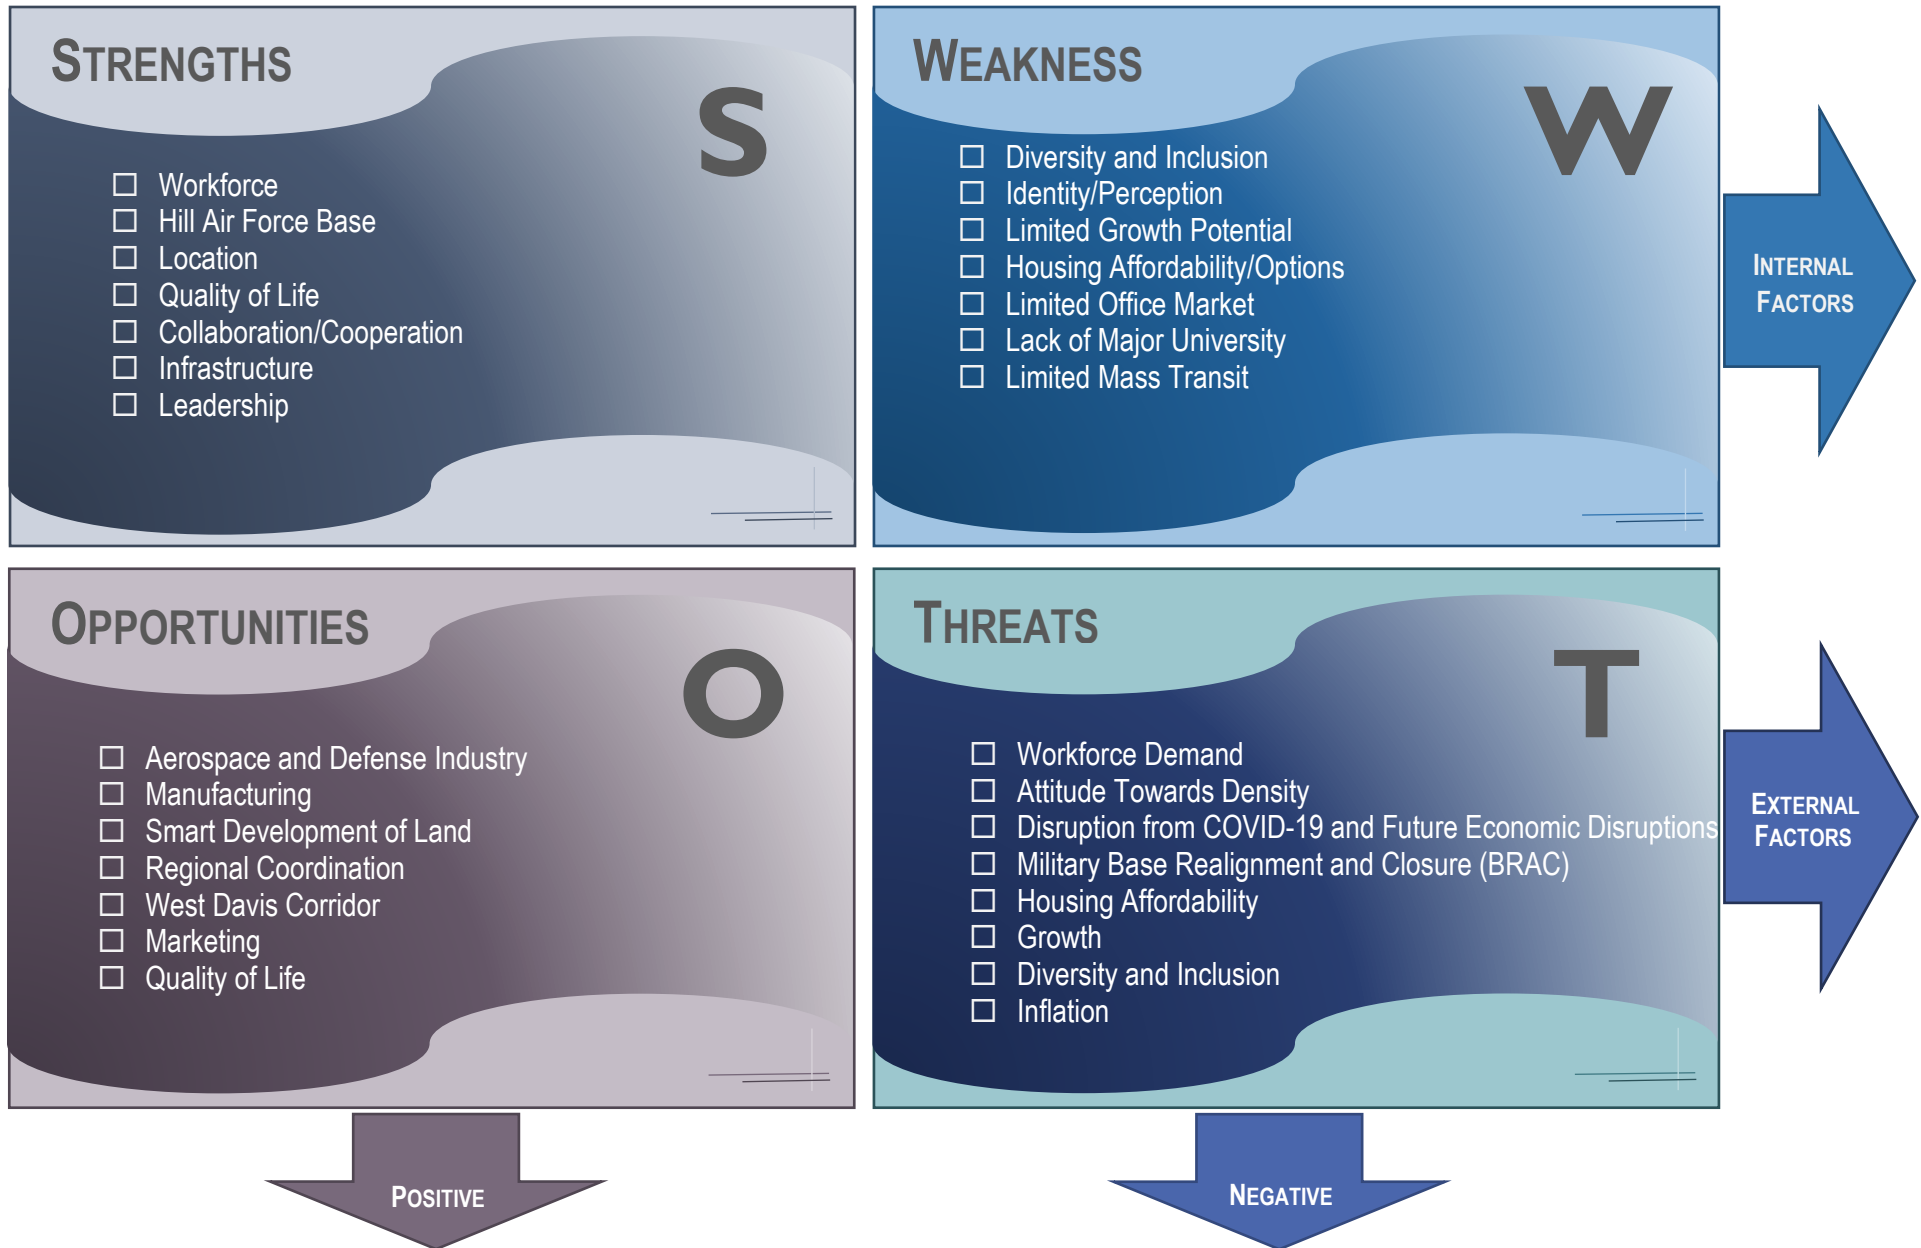 STRENGTHS
S
☐ Workforce
☐ Hill Air Force Base
☐ Location
☐ Quality of Life
☐ Collaboration/Cooperation
☐ Infrastructure
☐ Leadership
WEAKNESS
W
☐ Diversity and Inclusion
☐ Identity/Perception
☐ Limited Growth Potential
☐ Housing Affordability/Options
☐ Limited Office Market
☐ Lack of Major University
☐ Limited Mass Transit
INTERNAL
FACTORS
OPPORTUNITIES
O
☐ Aerospace and Defense Industry
☐ Manufacturing
☐ Smart Development of Land
☐ Regional Coordination
☐ West Davis Corridor
☐ Marketing
☐ Quality of Life
THREATS
T
☐ Workforce Demand
☐ Attitude Towards Density
☐ Disruption from COVID-19 and Future Economic Disruptions
☐ Military Base Realignment and Closure (BRAC)
☐ Housing Affordability
☐ Growth
☐ Diversity and Inclusion
☐ Inflation
EXTERNAL
FACTORS
POSITIVE
NEGATIVE